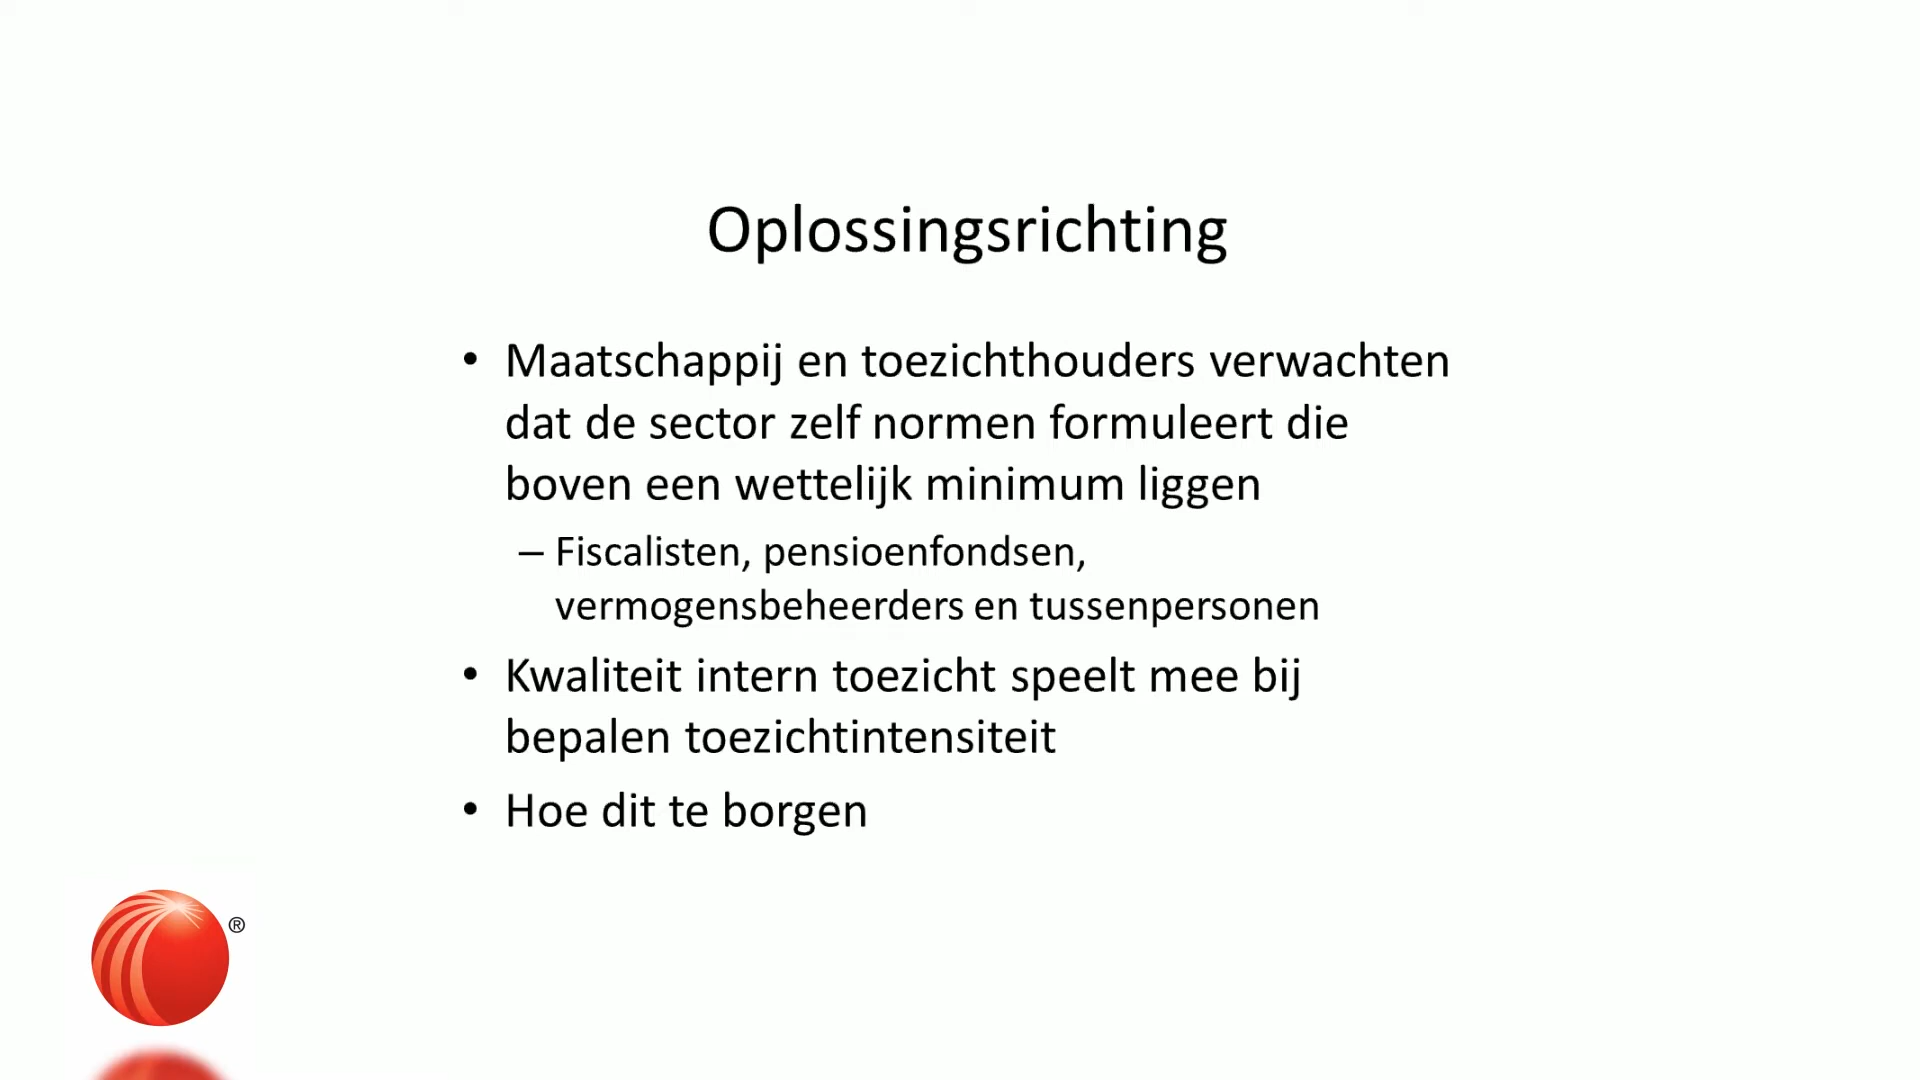 Oplossingsrichting
• Maatschappij en toezichthouders verwachten
dat de sector zelf normen formuleert die
boven een wettelijk minimum liggen
– Fiscalisten, pensioenfondsen,
vermogensbeheerders en tussenpersonen
• Kwaliteit intern toezicht speelt mee bij
bepalen toezichtintensiteit
• Hoe dit te borgen
®